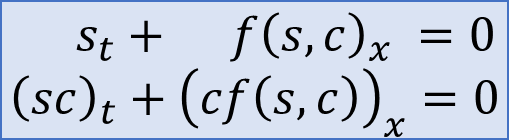 s_t + f(s, c)_x = 0
(sc)_t + (cf(s, c))_x = 0